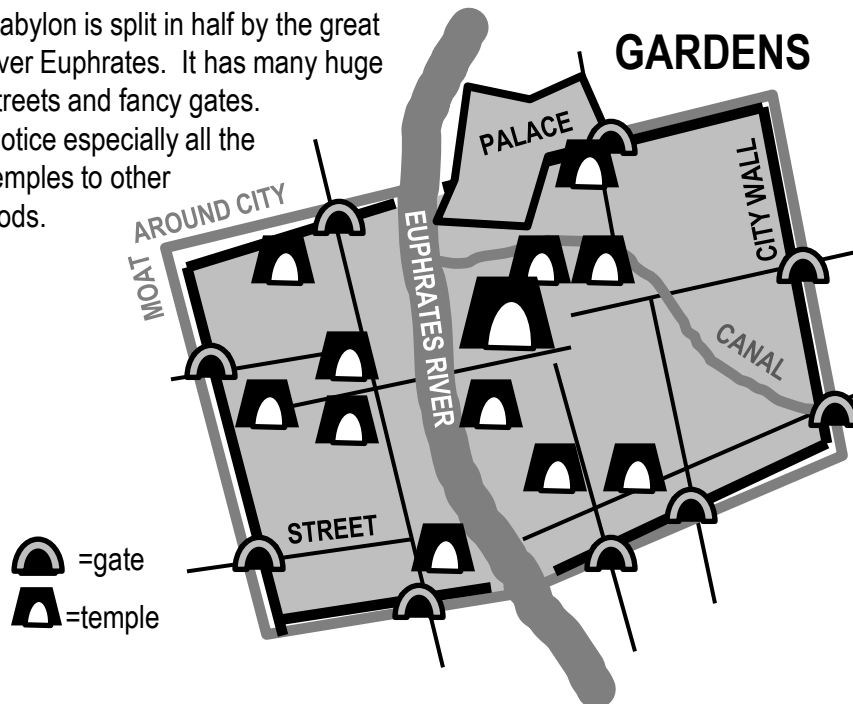 abylon is split in half by the great
ver Euphrates. It has many huge
treets and fancy gates.
otice especially all the
emples to other
ods.
GARDENS
PALACE
CITY WALL
AROUND CITY
MOAT
EUPHRATES RIVER
CANAL
STREET
=gate
=temple